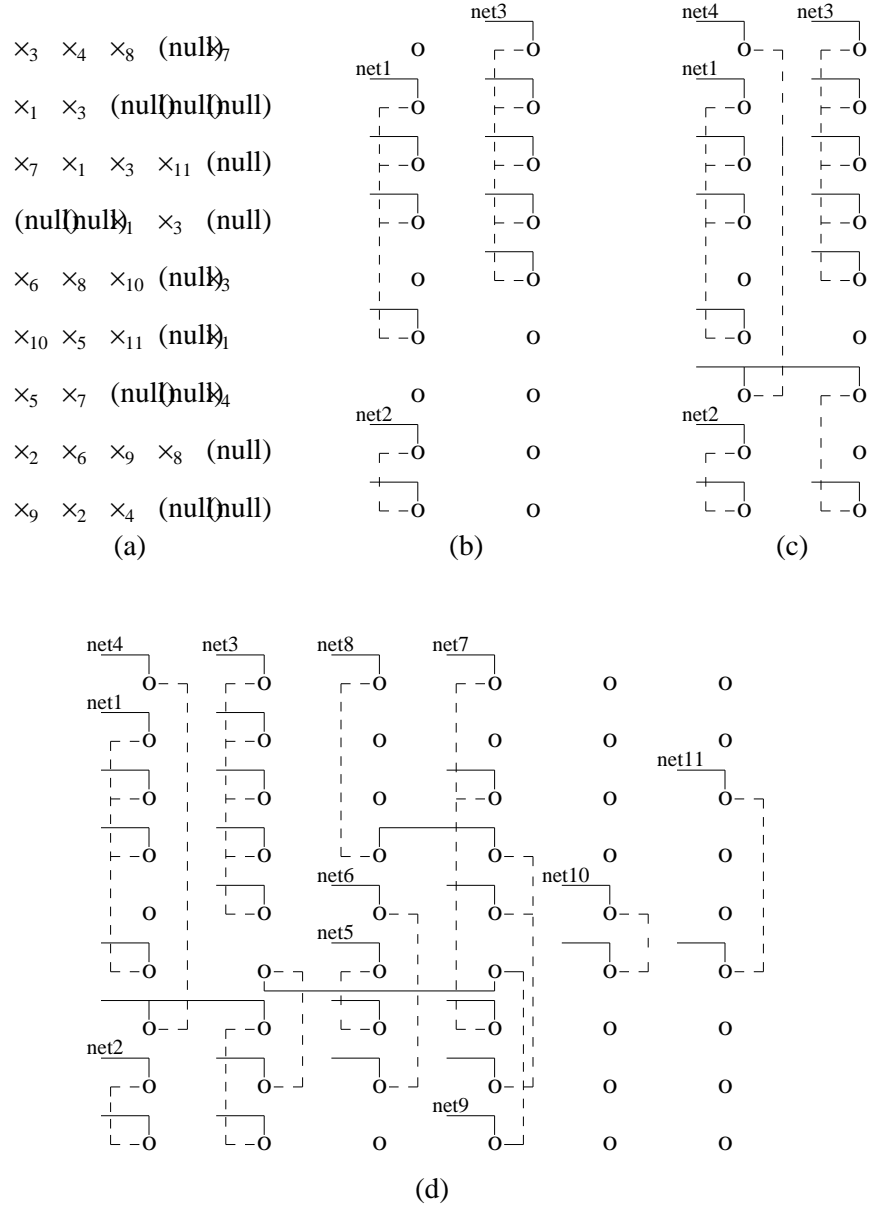 net3 net4 net3
×3 ×4 ×8 (null) ×7 o o o o
net1 net1
×1 ×3 (null) (null) (null) o o o o
×7 ×1 ×3 ×11 (null) o o o o
(null) (null) ×1 ×3 (null) o o o o
×6 ×8 ×10 (null) ×3 o o o o
×10 ×5 ×11 (null) ×1 o o o o
×5 ×7 (null) (null) ×4 o o o o
net2 net2
×2 ×6 ×9 ×8 (null) o o o o
×9 ×2 ×4 (null) (null) o o o o
(a) (b) (c)
net4 net3 net8 net7
o o o o o o
net1
o o o o o o
net11
o o o o o o
o o o o o o
net6 net10
o o o o o o
net5
o o o o o o
o o o o o o
net2
o o o o o o
net9
o o o o o o
(d)